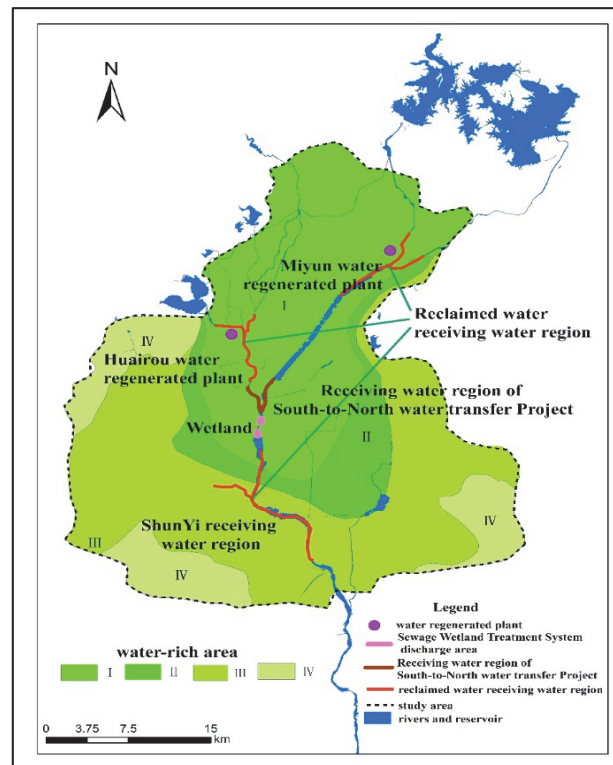 N
Miyun water
regenerated plant
I
Reclaimed water
receiving water region
IV
Huairou water
regenerated plant
Receiving water region of
South-to-North water transfer Project
Wetland
II
ShunYi receiving
water region
III
IV
IV
Legend
water regenerated plant
Sewage Wetland Treatment System
discharge area
Receiving water region of
South-to-North water transfer Project
reclaimed water receiving water region
study area
rivers and reservoir
water-rich area
I II III IV
0 3.75 7.5 15
km